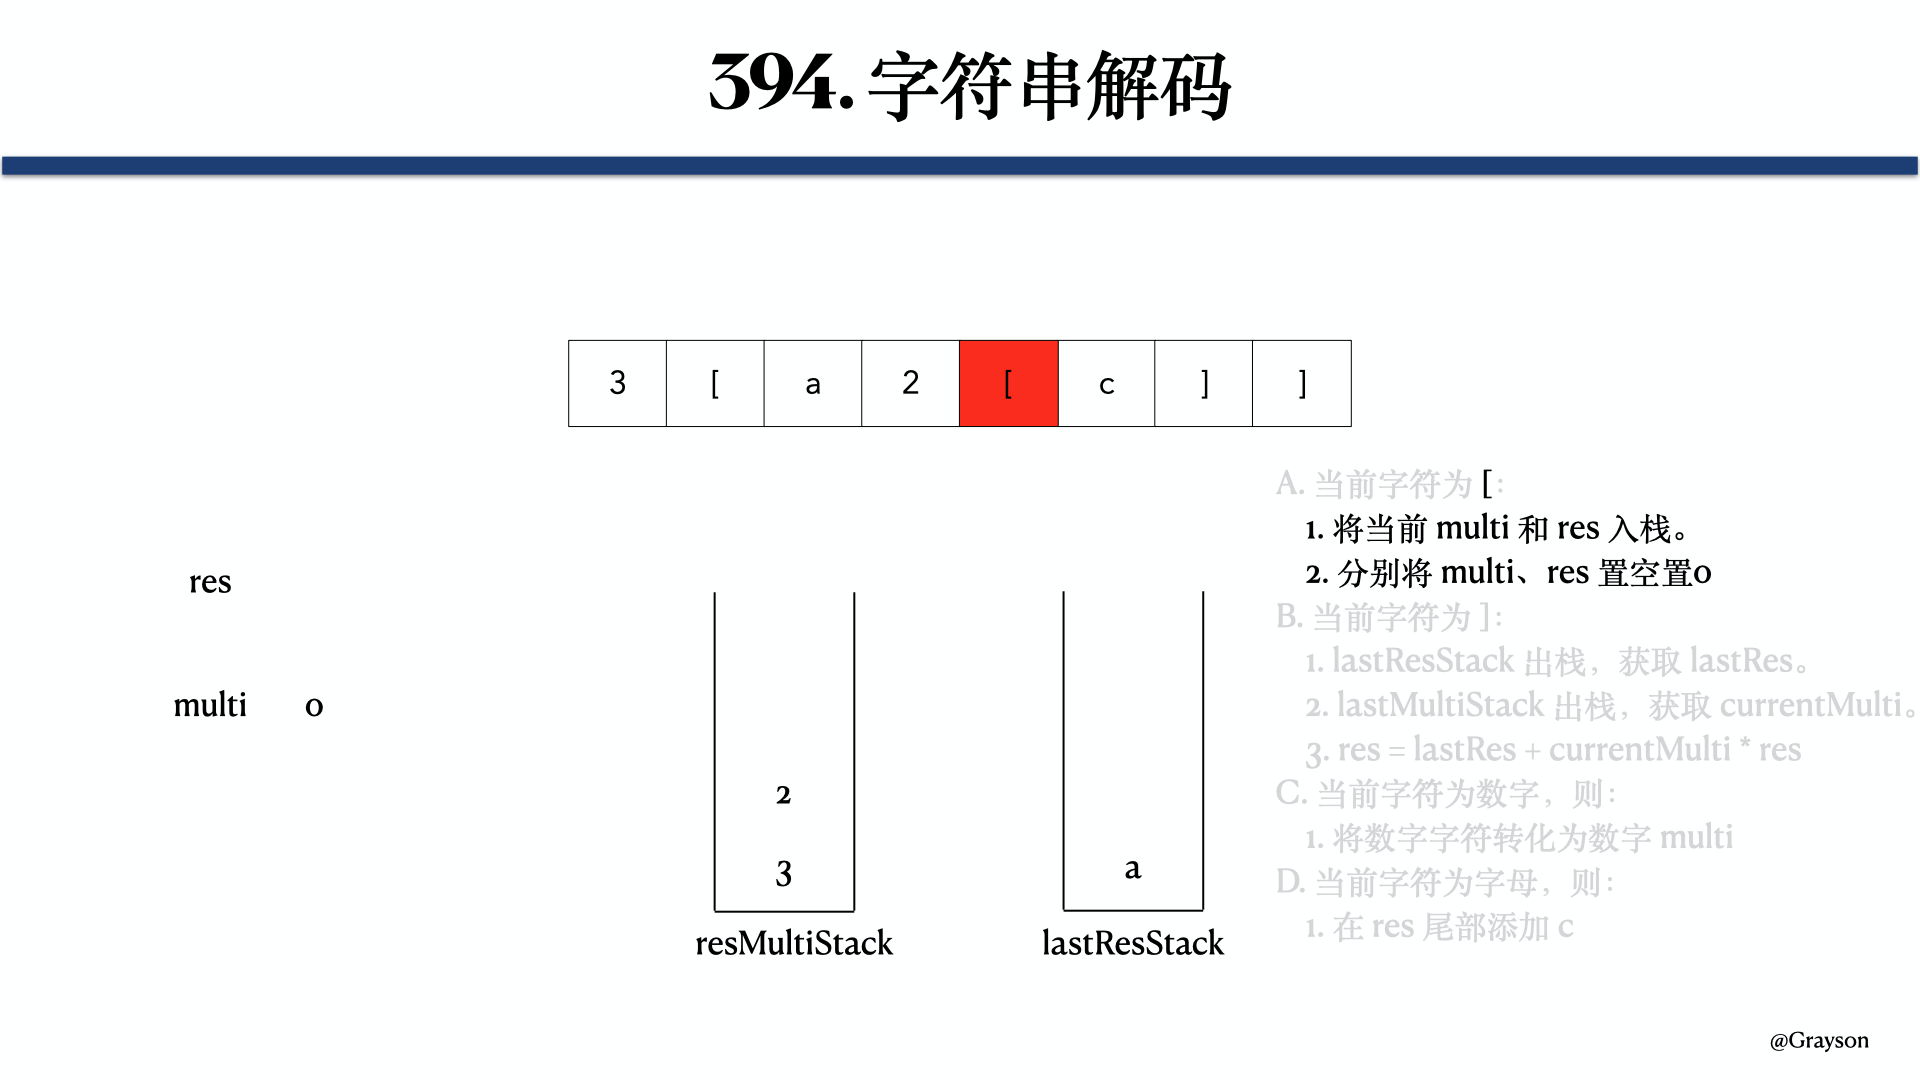 394. 字符串解码
3 [ a 2 [ c ] ]
A. 当前字符为 [：
1. 将当前 multi 和 res 入栈。
2. 分别将 multi、res 置空置0
B. 当前字符为 ]：
1. lastResStack 出栈，获取 lastRes。
2. lastMultiStack 出栈，获取 currentMulti。
3. res = lastRes + currentMulti * res
C. 当前字符为数字，则：
1. 将数字字符转化为数字 multi
D. 当前字符为字母，则：
1. 在 res 尾部添加 c
res
multi 0
2
3
resMultiStack
a
lastResStack
@Grayson